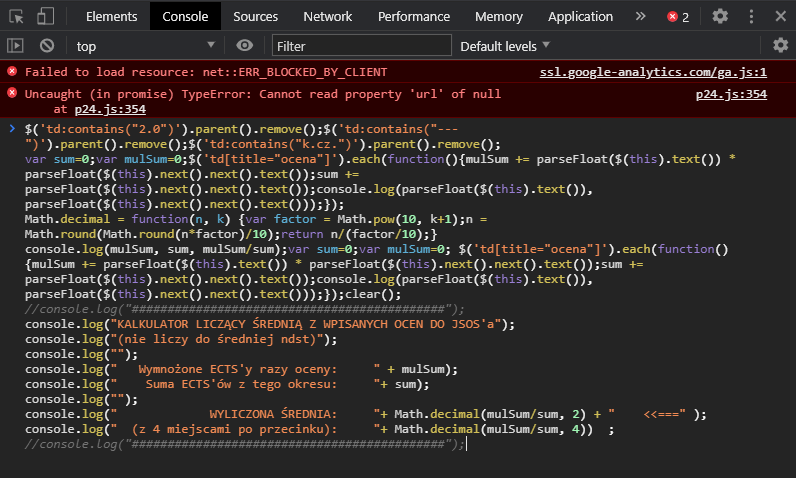 Elements Console Sources Network Performance Memory Application » 2
top Filter Default levels
Failed to load resource: net::ERR_BLOCKED_BY_CLIENT ssl.google-analytics.com/ga.js:1
Uncaught (in promise) TypeError: Cannot read property 'url' of null p24.js:354
at p24.js:354
> $('td:contains("2.0")').parent().remove();$('td:contains("---
")').parent().remove();$('td:contains("k.cz.")').parent().remove();
var sum=0;var mulSum=0;$('td[title="ocena"]').each(function(){mulSum += parseFloat($(this).text()) *
parseFloat($(this).next().next().text());sum +=
parseFloat($(this).next().next().text());console.log(parseFloat($(this).text()),
parseFloat($(this).next().next().text()));});
Math.decimal = function(n, k) {var factor = Math.pow(10, k+1);n =
Math.round(Math.round(n*factor)/10);return n/(factor/10);}
console.log(mulSum, sum, mulSum/sum);var sum=0;var mulSum=0; $('td[title="ocena"]').each(function()
{mulSum += parseFloat($(this).text()) * parseFloat($(this).next().next().text());sum +=
parseFloat($(this).next().next().text());console.log(parseFloat($(this).text()),
parseFloat($(this).next().next().text()));});clear();
//console.log("##########################################");
console.log("KALKULATOR LICZĄCY ŚREDNIĄ Z WPISANYCH OCEN DO JSOS'a");
console.log("(nie liczy do średniej ndst)");
console.log("");
console.log("   Wymnożone ECTS'y razy oceny:     " + mulSum);
console.log("    Suma ECTS'ów z tego okresu:     "+ sum);
console.log("");
console.log("             WYLICZONA ŚREDNIA:     "+ Math.decimal(mulSum/sum, 2) + "    <<===" );
console.log("  (z 4 miejscami po przecinku):     "+ Math.decimal(mulSum/sum, 4))  ;
//console.log("##########################################");